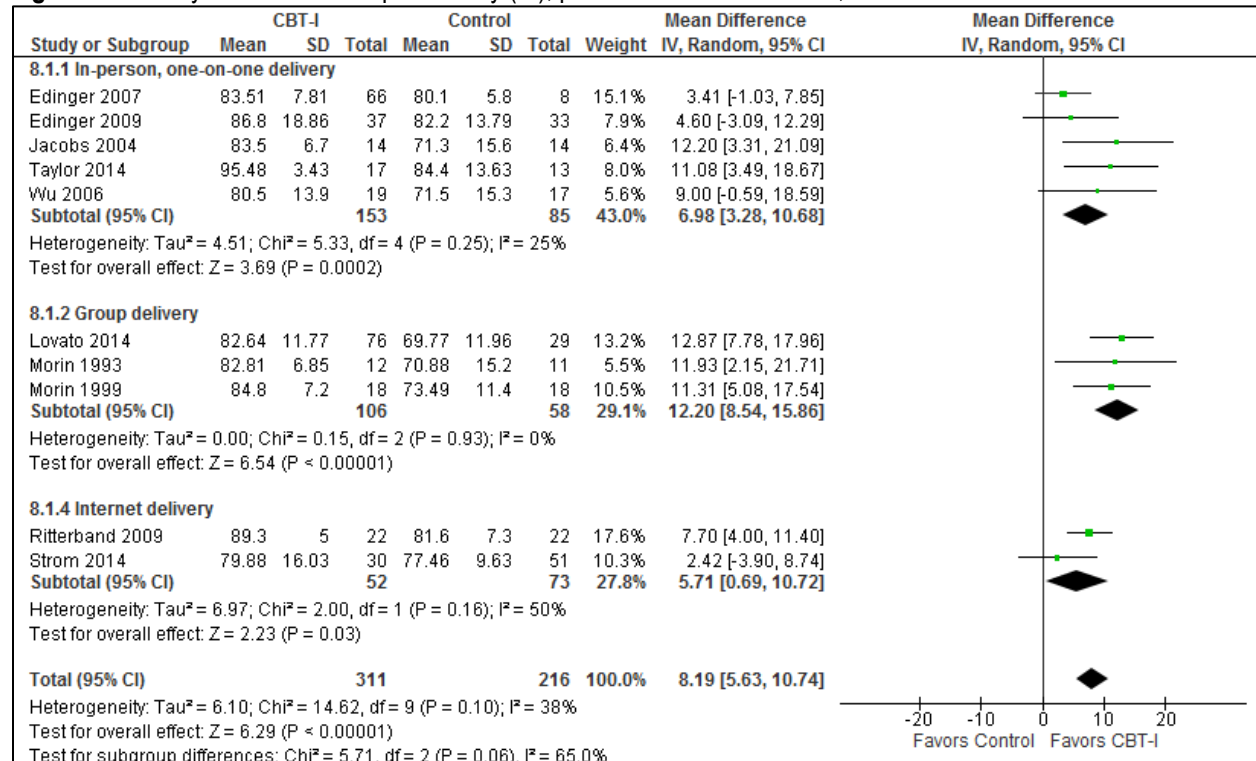 CBT-I Control Mean Difference Mean Difference
Study or Subgroup Mean SD Total Mean SD Total Weight IV, Random, 95% CI IV, Random, 95% CI
8.1.1 In-person, one-on-one delivery
Edinger 2007 83.51 7.81 66 80.1 5.8 8 15.1% 3.41 [-1.03, 7.85]
Edinger 2009 86.8 18.86 37 82.2 13.79 33 7.9% 4.60 [-3.09, 12.29]
Jacobs 2004 83.5 6.7 14 71.3 15.6 14 6.4% 12.20 [3.31, 21.09]
Taylor 2014 95.48 3.43 17 84.4 13.63 13 8.0% 11.08 [3.49, 18.67]
Wu 2006 80.5 13.9 19 71.5 15.3 17 5.6% 9.00 [-0.59, 18.59]
Subtotal (95% CI) 153 85 43.0% 6.98 [3.28, 10.68]
Heterogeneity: Tau² = 4.51; Chi² = 5.33, df = 4 (P = 0.25); I² = 25%
Test for overall effect: Z = 3.69 (P = 0.0002)
8.1.2 Group delivery
Lovato 2014 82.64 11.77 76 69.77 11.96 29 13.2% 12.87 [7.78, 17.96]
Morin 1993 82.81 6.85 12 70.88 15.2 11 5.5% 11.93 [2.15, 21.71]
Morin 1999 84.8 7.2 18 73.49 11.4 18 10.5% 11.31 [5.08, 17.54]
Subtotal (95% CI) 106 58 29.1% 12.20 [8.54, 15.86]
Heterogeneity: Tau² = 0.00; Chi² = 0.15, df = 2 (P = 0.93); I² = 0%
Test for overall effect: Z = 6.54 (P < 0.00001)
8.1.4 Internet delivery
Ritterband 2009 89.3 5 22 81.6 7.3 22 17.6% 7.70 [4.00, 11.40]
Strom 2014 79.88 16.03 30 77.46 9.63 51 10.3% 2.42 [-3.90, 8.74]
Subtotal (95% CI) 52 73 27.8% 5.71 [0.69, 10.72]
Heterogeneity: Tau² = 6.97; Chi² = 2.00, df = 1 (P = 0.16); I² = 50%
Test for overall effect: Z = 2.23 (P = 0.03)
Total (95% CI) 311 216 100.0% 8.19 [5.63, 10.74]
Heterogeneity: Tau² = 6.10; Chi² = 14.62, df = 9 (P = 0.10); I² = 38%
Test for overall effect: Z = 6.29 (P < 0.00001)
Test for subgroup differences: Chi² = 5.71, df = 2 (P = 0.06), I² = 65.0%
-20 -10 0 10 20
Favors Control Favors CBT-I